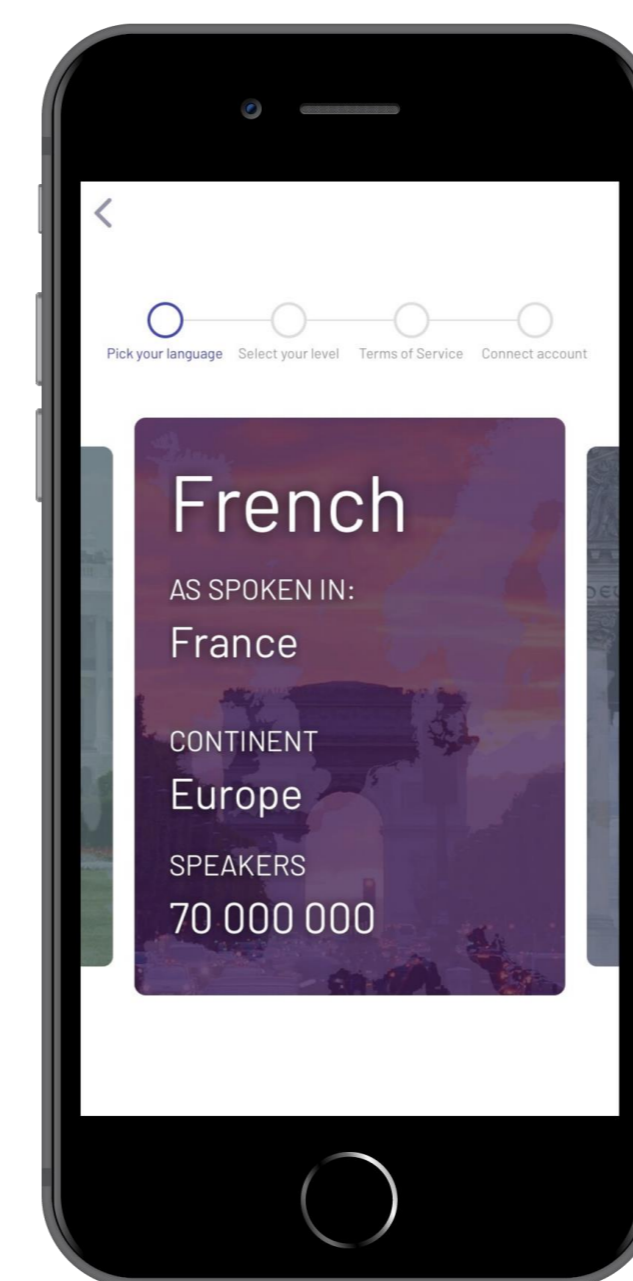 Pick your language Select your level Terms of Service Connect account
French
AS SPOKEN IN:
France
CONTINENT
Europe
SPEAKERS
70 000 000